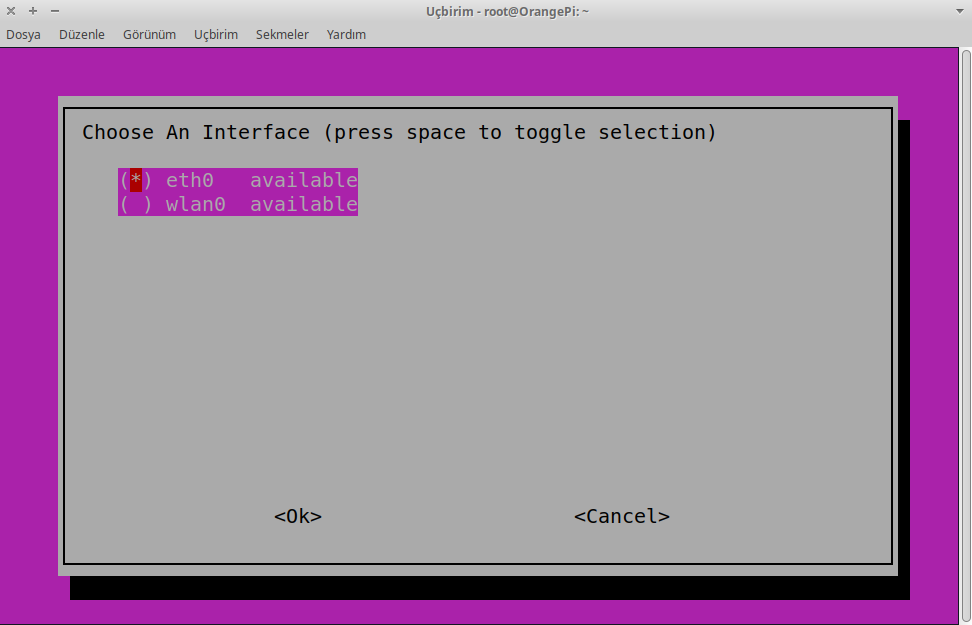 Uçbirim - root@OrangePi: ~
Dosya Düzenle Görünüm Uçbirim Sekmeler Yardım
Choose An Interface (press space to toggle selection)
(*) eth0   available
( ) wlan0  available
<Ok> <Cancel>